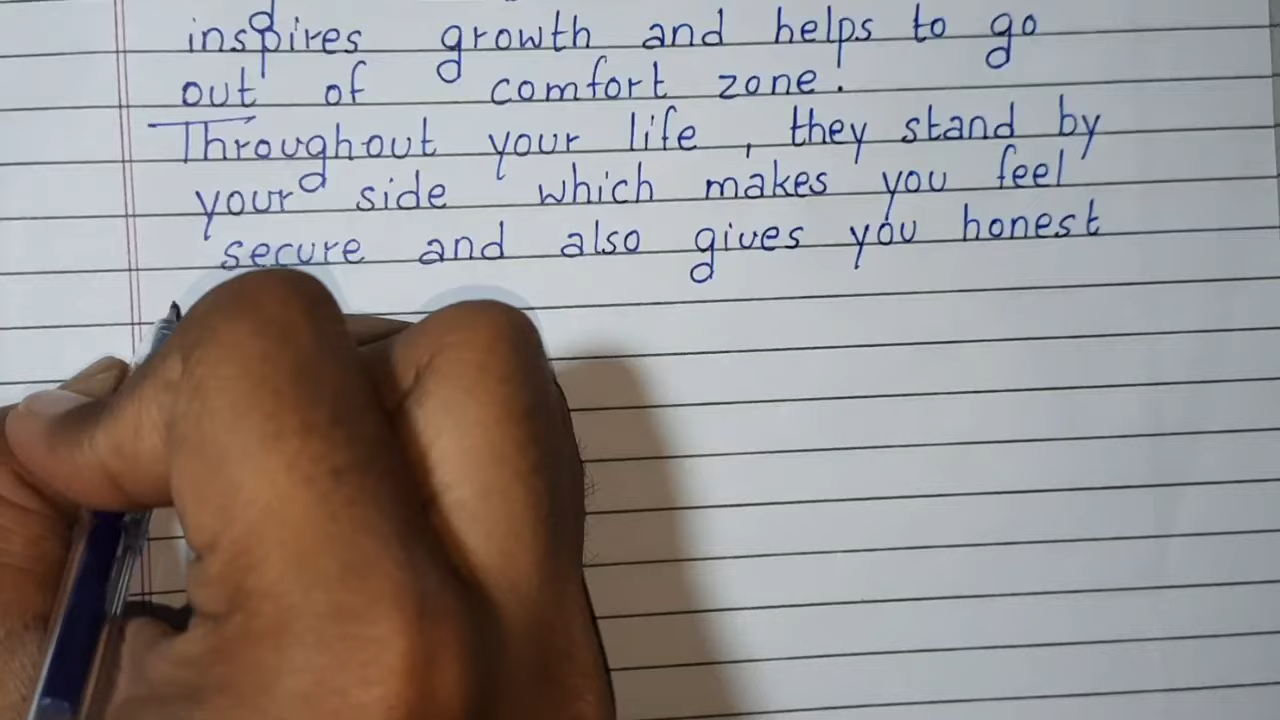 inspires growth and helps to go
out of comfort zone.
Throughout your life, they stand by
your side which makes you feel
secure and also gives you honest